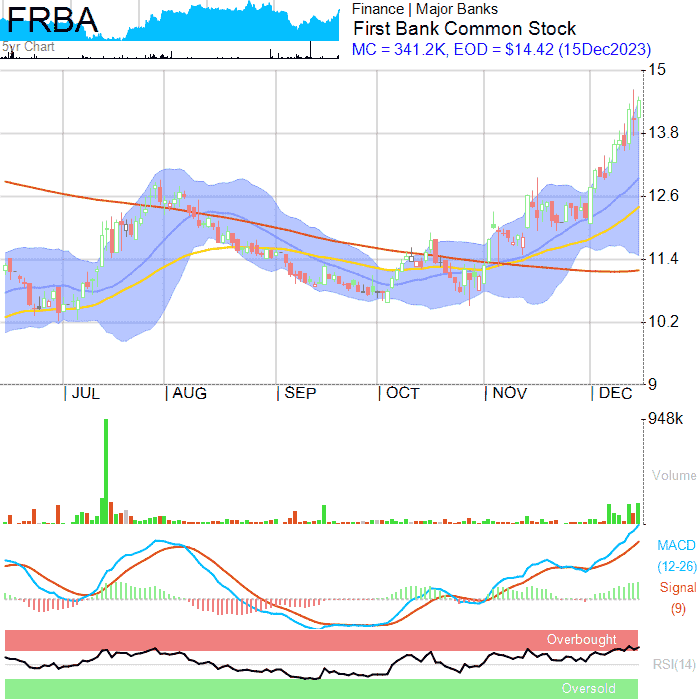 FRBA
5yr Chart
Finance | Major Banks
First Bank Common Stock
MC = 341.2K, EOD = $14.42 (15Dec2023)
15
13.8
12.6
11.4
10.2
9
| JUL | AUG | SEP | OCT | NOV | DEC
948k
Volume
MACD
(12-26)
Signal
(9)
Overbought
RSI(14)
Oversold